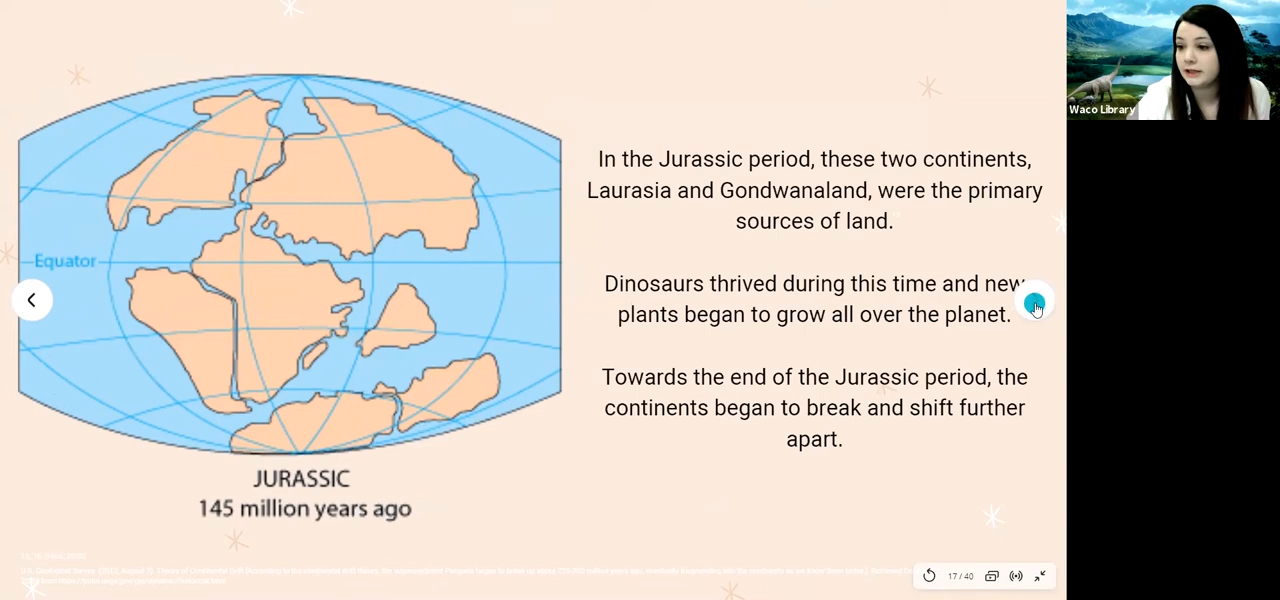 Waco Library
In the Jurassic period, these two continents,
Laurasia and Gondwanaland, were the primary
sources of land.
Equator
Dinosaurs thrived during this time and new
plants began to grow all over the planet.
Towards the end of the Jurassic period, the
continents began to break and shift further
apart.
JURASSIC
145 million years ago
17 / 40